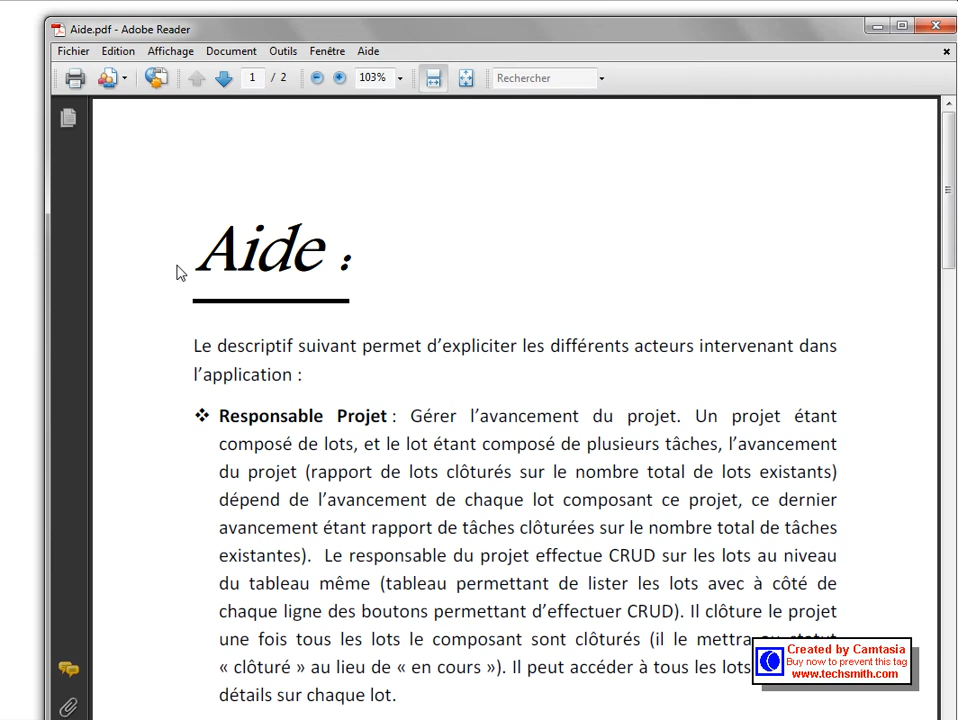 Aide.pdf - Adobe Reader
Fichier Edition Affichage Document Outils Fenêtre Aide
1 / 2 103% Rechercher
Aide :
Le descriptif suivant permet d’expliciter les différents acteurs intervenant dans
l’application :
❖ Responsable Projet : Gérer l’avancement du projet. Un projet étant
composé de lots, et le lot étant composé de plusieurs tâches, l’avancement
du projet (rapport de lots clôturés sur le nombre total de lots existants)
dépend de l’avancement de chaque lot composant ce projet, ce dernier
avancement étant rapport de tâches clôturées sur le nombre total de tâches
existantes). Le responsable du projet effectue CRUD sur les lots au niveau
du tableau même (tableau permettant de lister les lots avec à côté de
chaque ligne des boutons permettant d’effectuer CRUD). Il clôture le projet
une fois tous les lots le composant sont clôturés (il le mettra
« clôturé » au lieu de « en cours »). Il peut accéder à tous les lots
détails sur chaque lot.
Created by Camtasia
Buy now to prevent this tag
www.techsmith.com